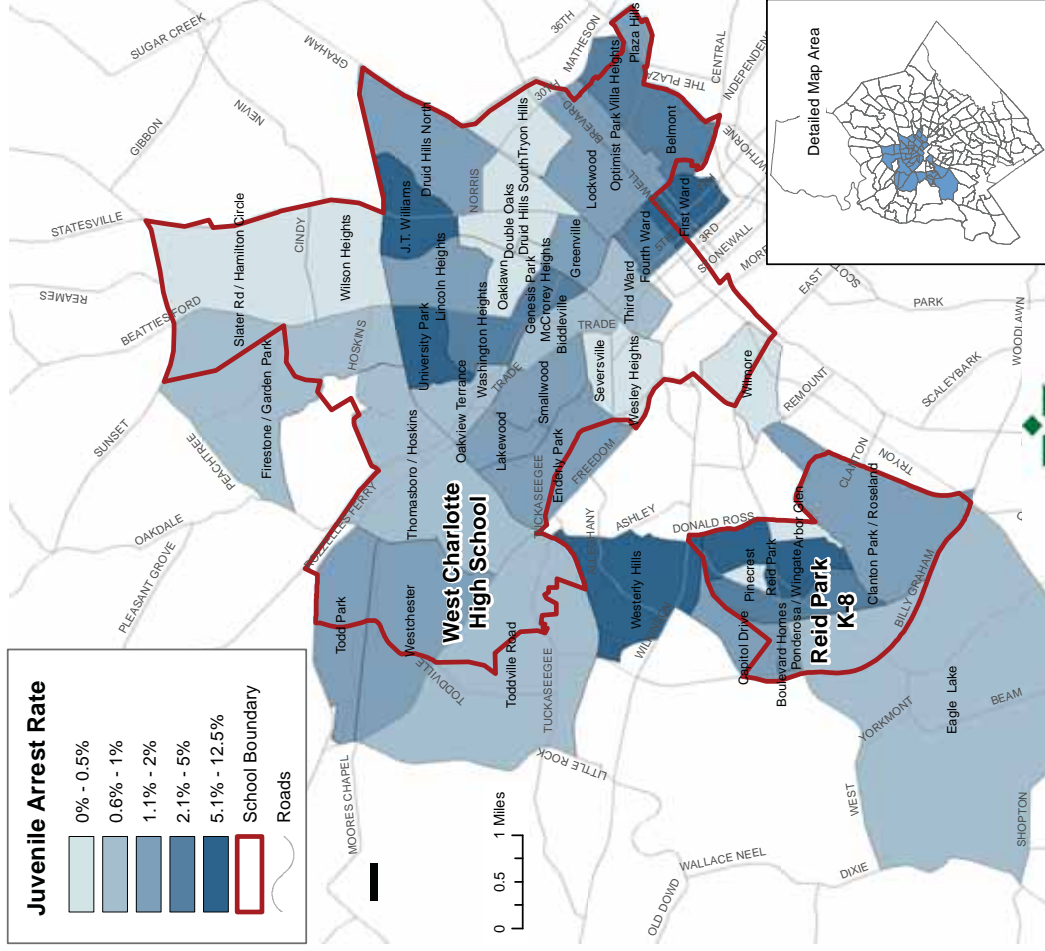 Juvenile Arrest Rate
0% - 0.5%
0.6% - 1%
1.1% - 2%
2.1% - 5%
5.1% - 12.5%
School Boundary
Roads
SUGAR CREEK
GRAHAM
36TH
MATHESON
30TH
Plaza Hills
THE PLAZA
CENTRAL
GIBBON
NEVIN
STATESVILLE
REAMES
BEATTIESFORD
SUNSET
PEACHTREE
OAKDALE
PLEASANT GROVE
CINDY
HOSKINS
NORRIS
BREVARD
Slater Rd / Hamilton Circle
Wilson Heights
Firestone / Garden Park
Druid Hills North
J.T. Williams
Lincoln Heights
University Park
Washington Heights
Double Oaks
Druid Hills South
Tryon Hills
Oaklawn
Genesis Park
McCrorey Heights
Greenville
Lockwood
Optimist Park
Villa Heights
Belmont
First Ward
Fourth Ward
Third Ward
Biddleville
TRADE
TRADE
Smallwood
Seversville
Wesley Heights
Wilmore
Oakview Terrance
Lakewood
Enderly Park
FREEDOM
Thomasboro / Hoskins
Todd Park
Westchester
West Charlotte
High School
Toddville Road
TODDVILLE
TUCKASEEGEE
LITTLE ROCK
MOORES CHAPEL
ASHLEY
DONALD ROSS
Westerly Hills
Capitol Drive
Pinecrest
Reid Park
Boulevard Homes
Ponderosa / Wingate
Arbor Glen
Reid Park
K-8
Clanton Park / Roseland
BILLY GRAHAM
CLANTON
TRYON
REMOUNT
SCALEYBARK
PARK
EAST
STONEWALL
3RD
YORKMONT
Eagle Lake
BEAM
WEST
SHOPTON
DIXIE
WALLACE NEEL
OLD DOWD
0 0.5 1 Miles
Detailed Map Area